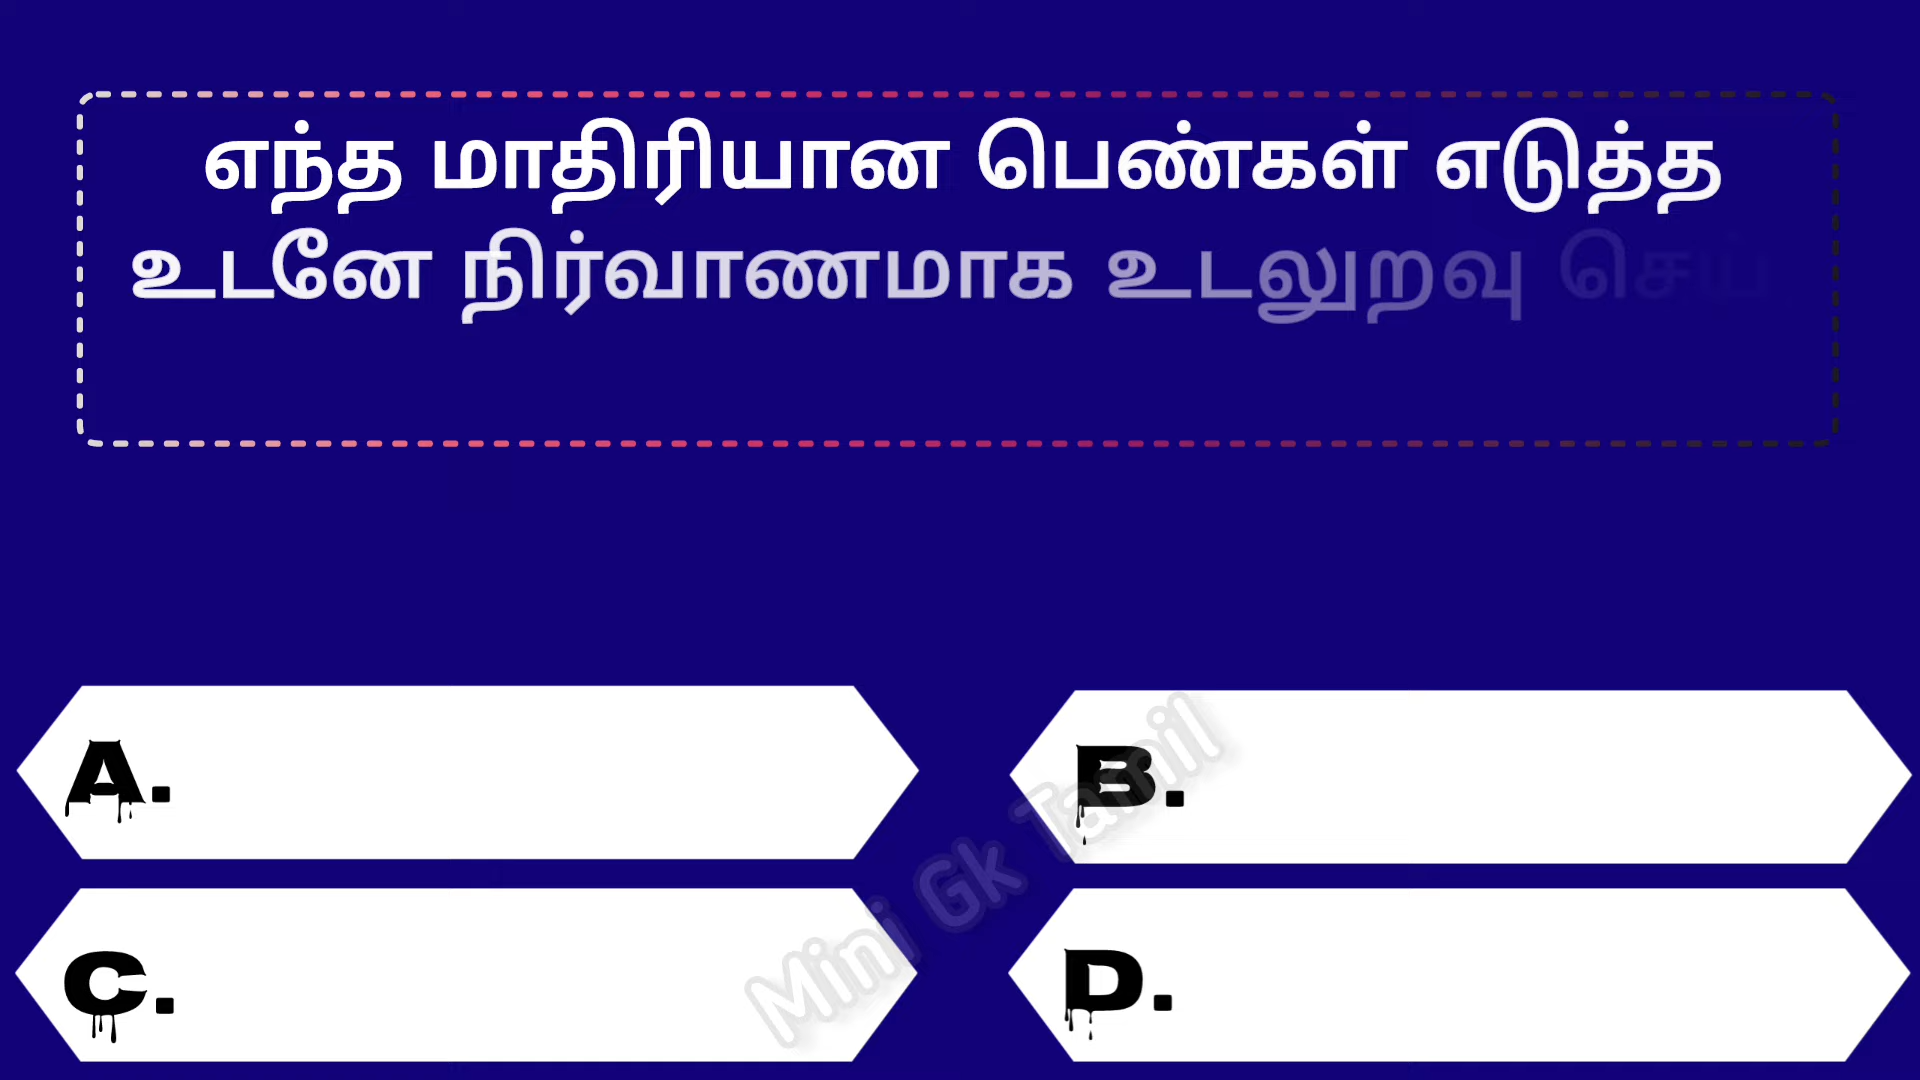 எந்த மாதிரியான பெண்கள் எடுத்த
உடனே நிர்வாணமாக உடலுறவு செய்
A.
B.
C.
D.
Mini Gk Tamil